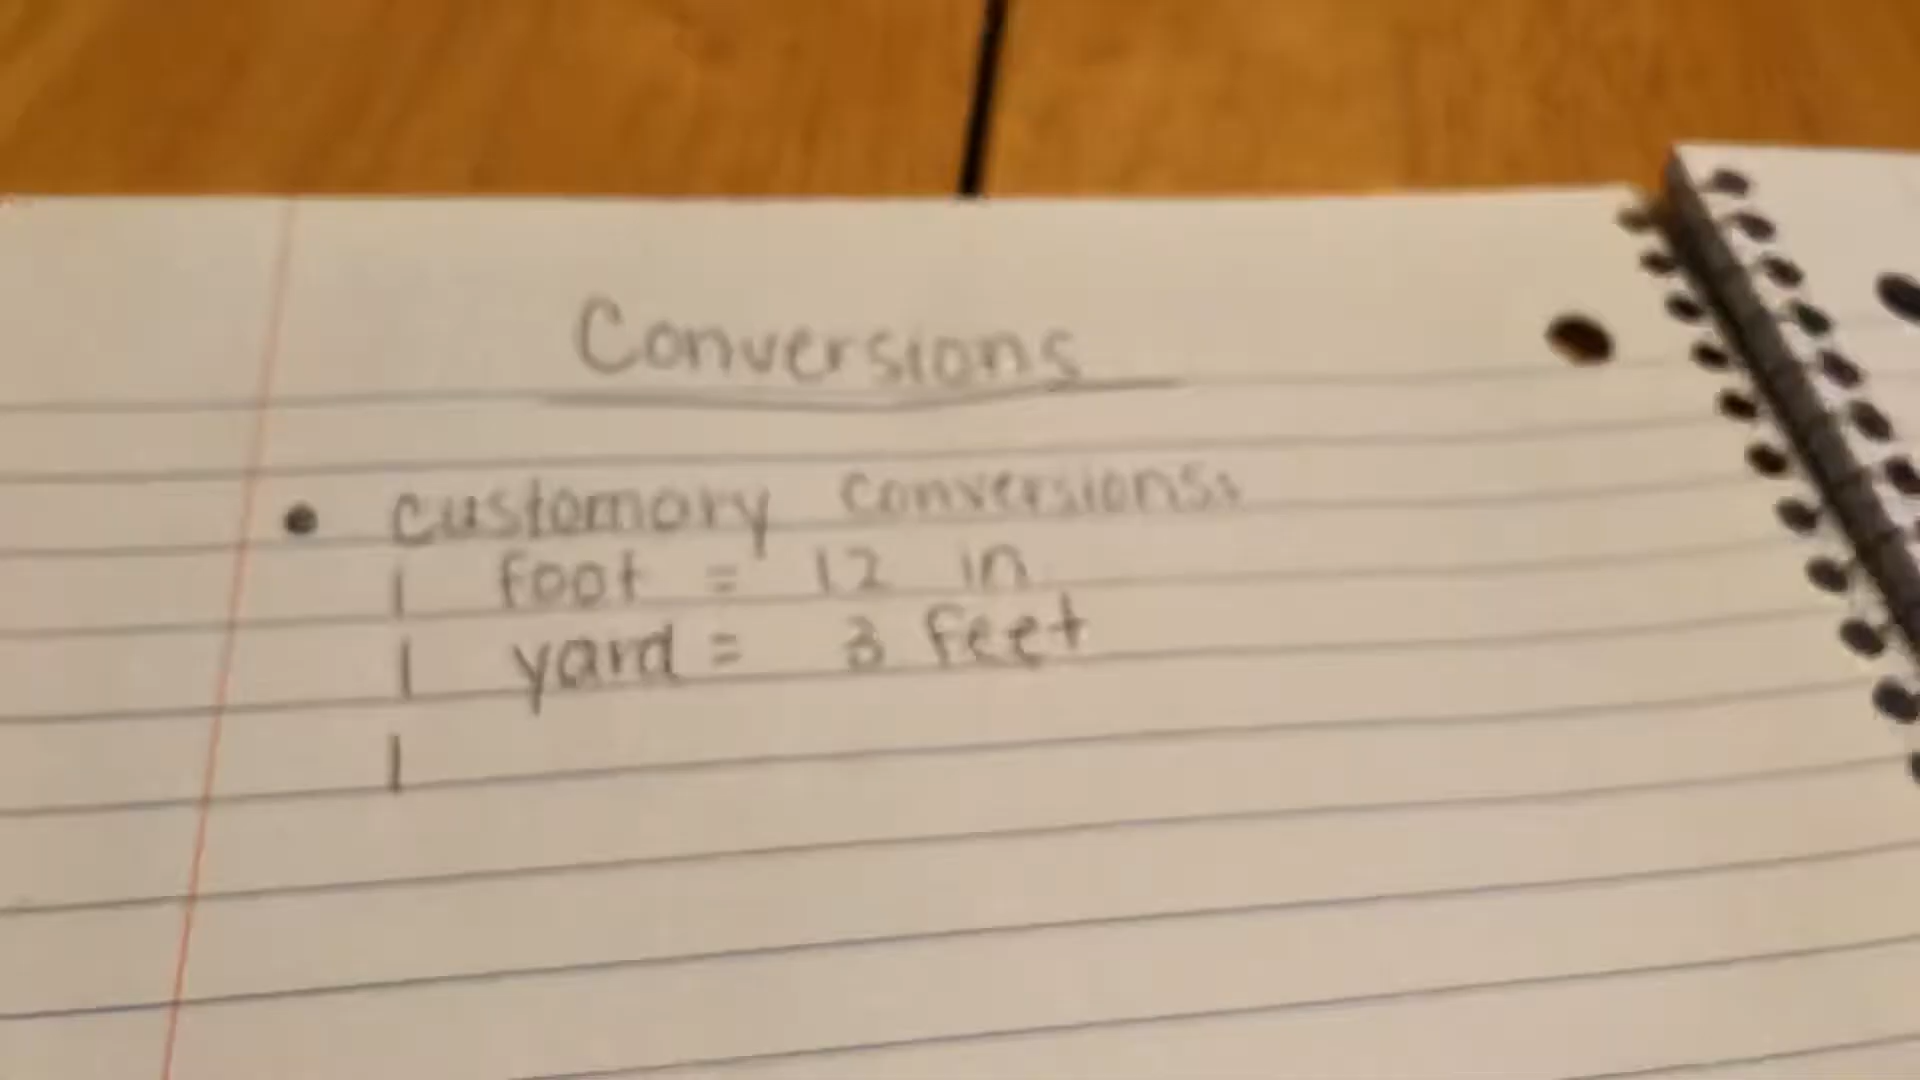 Conversions
• customary conversions:
1 foot = 12 in
1 yard = 3 feet
1